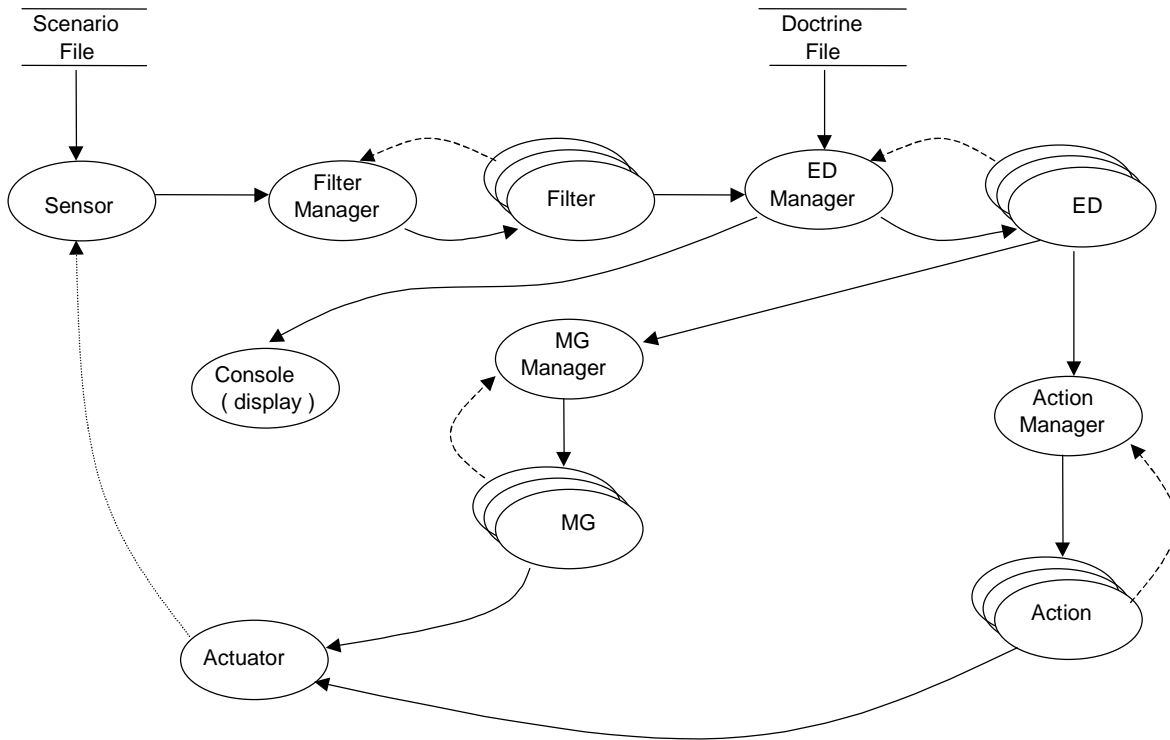 Scenario
File
Doctrine
File
Sensor
Filter
Manager
Filter
ED
Manager
ED
Console
( display )
MG
Manager
Action
Manager
MG
Action
Actuator